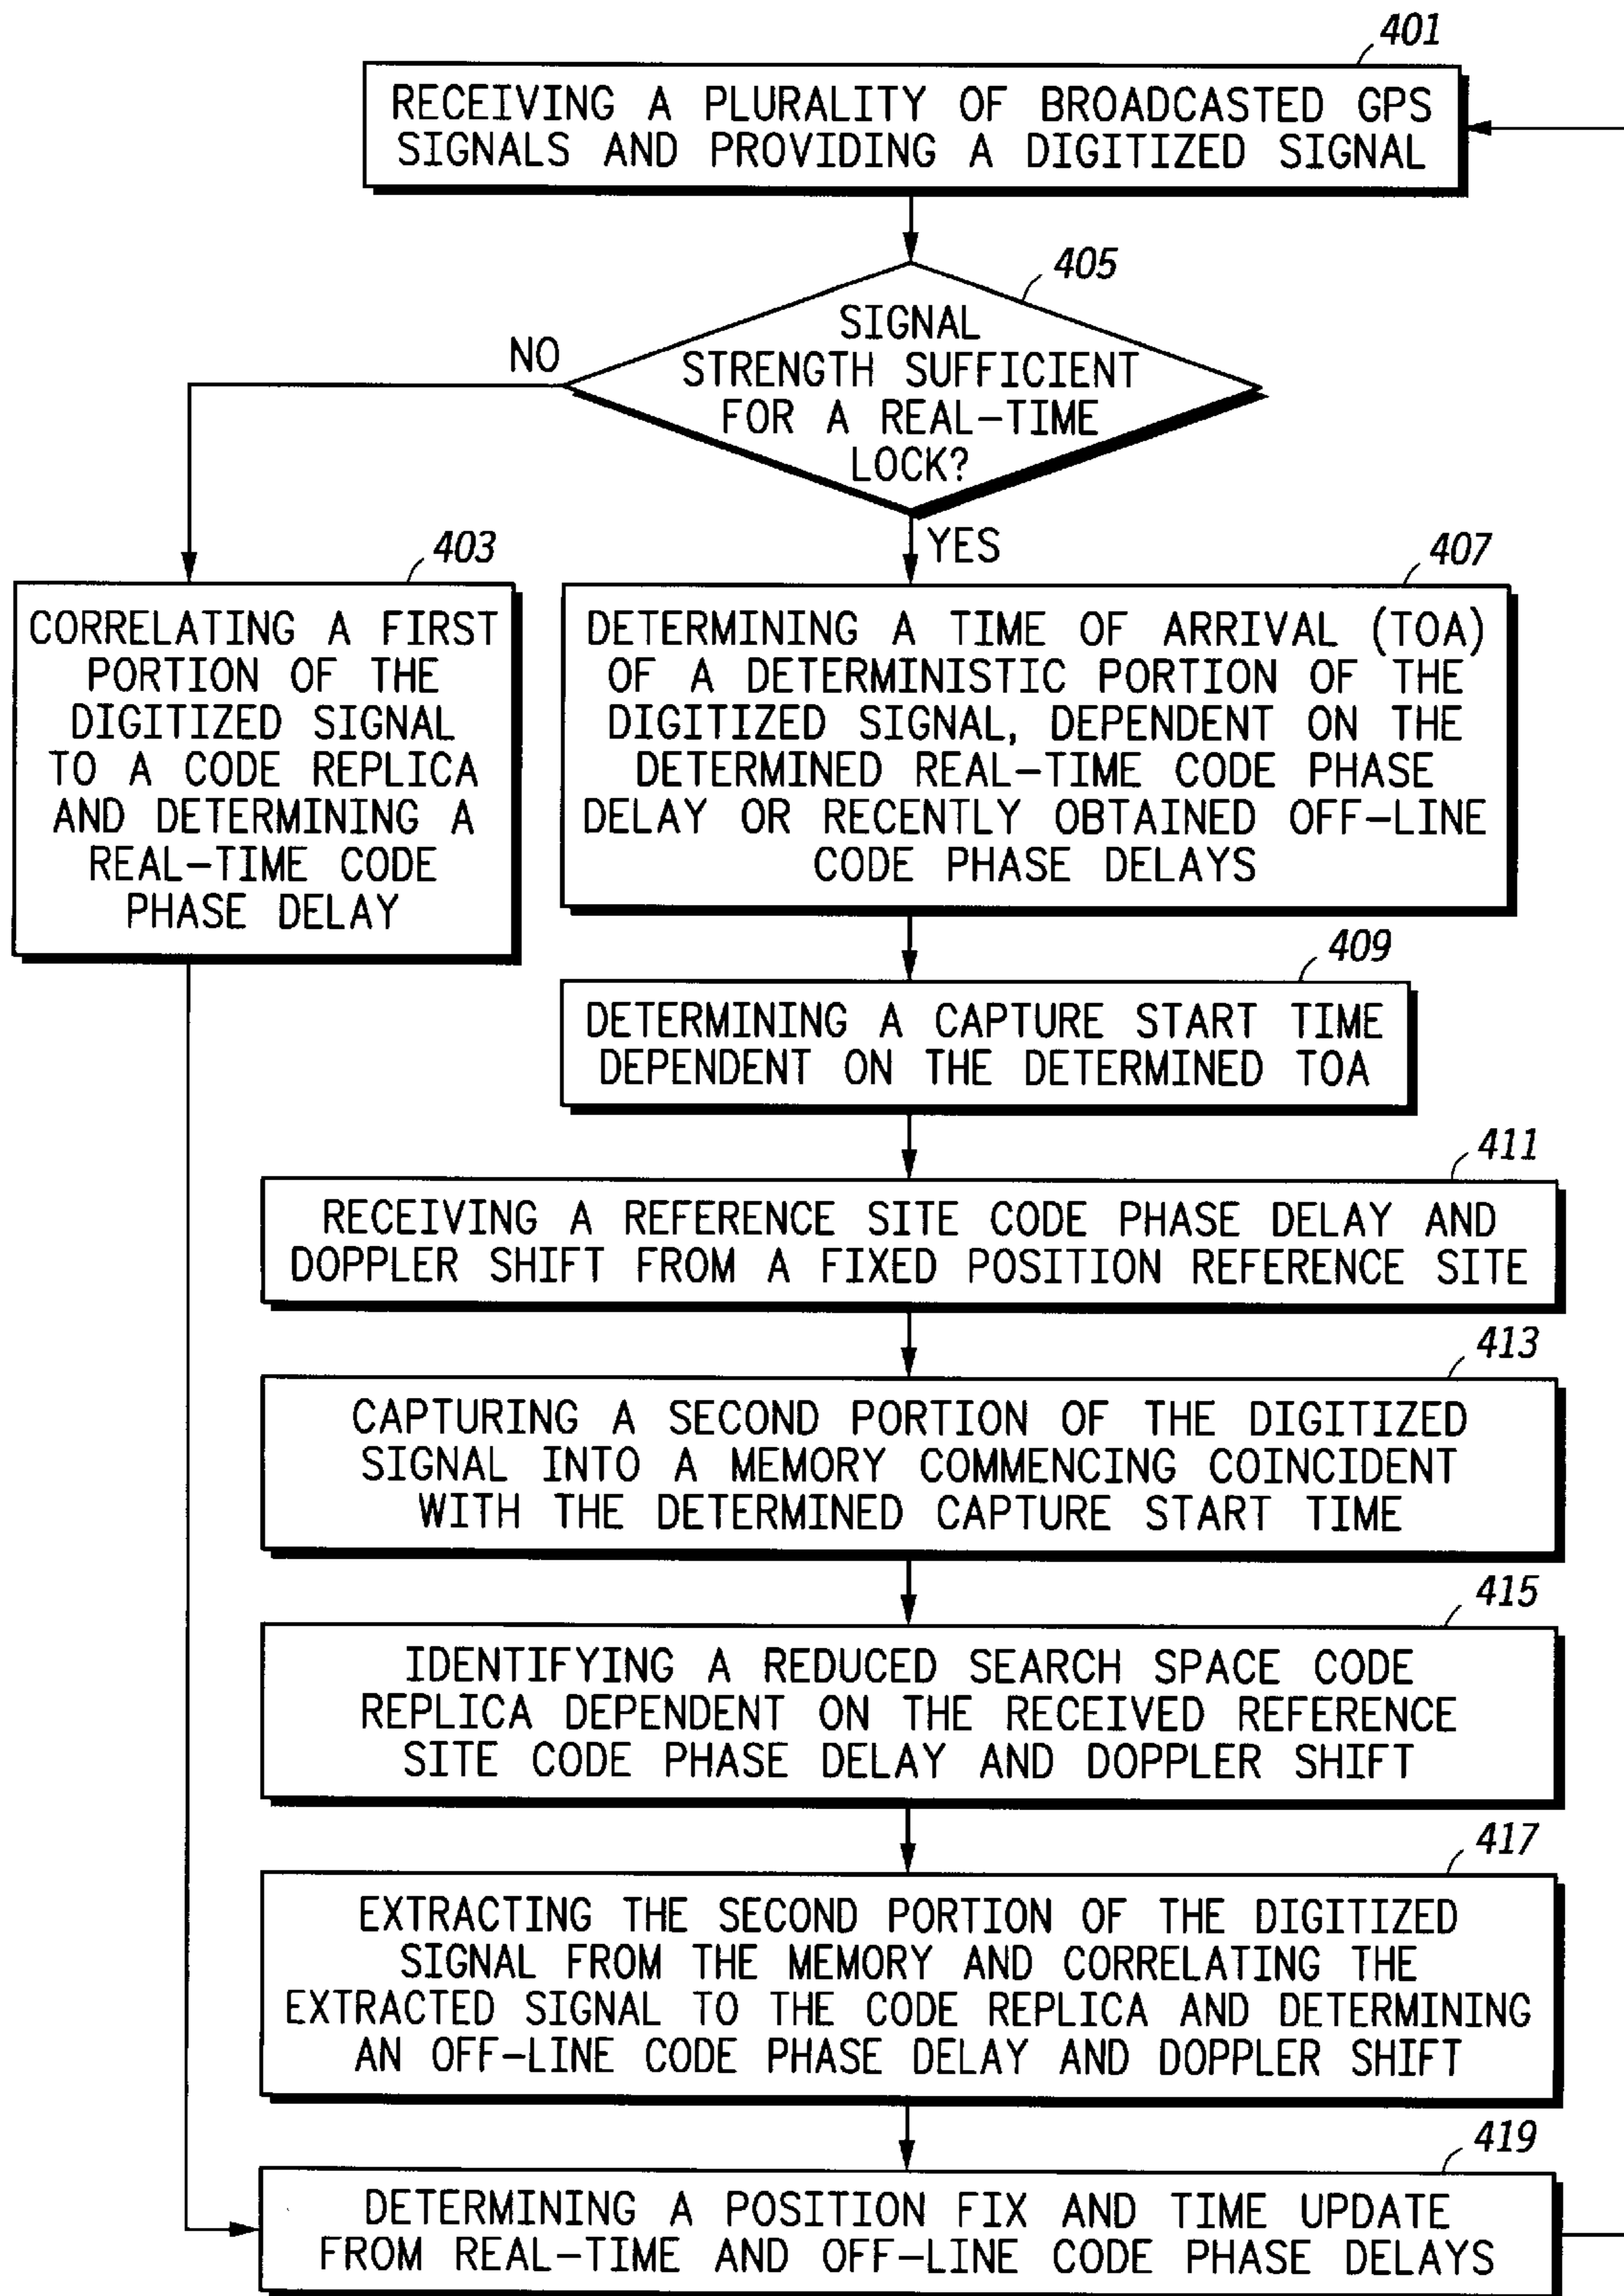 401
RECEIVING A PLURALITY OF BROADCASTED GPS
SIGNALS AND PROVIDING A DIGITIZED SIGNAL
405
SIGNAL
STRENGTH SUFFICIENT
FOR A REAL-TIME
LOCK?
NO
YES
403
CORRELATING A FIRST
PORTION OF THE
DIGITIZED SIGNAL
TO A CODE REPLICA
AND DETERMINING A
REAL-TIME CODE
PHASE DELAY
407
DETERMINING A TIME OF ARRIVAL (TOA)
OF A DETERMINISTIC PORTION OF THE
DIGITIZED SIGNAL, DEPENDENT ON THE
DETERMINED REAL-TIME CODE PHASE
DELAY OR RECENTLY OBTAINED OFF-LINE
CODE PHASE DELAYS
409
DETERMINING A CAPTURE START TIME
DEPENDENT ON THE DETERMINED TOA
411
RECEIVING A REFERENCE SITE CODE PHASE DELAY AND
DOPPLER SHIFT FROM A FIXED POSITION REFERENCE SITE
413
CAPTURING A SECOND PORTION OF THE DIGITIZED
SIGNAL INTO A MEMORY COMMENCING COINCIDENT
WITH THE DETERMINED CAPTURE START TIME
415
IDENTIFYING A REDUCED SEARCH SPACE CODE
REPLICA DEPENDENT ON THE RECEIVED REFERENCE
SITE CODE PHASE DELAY AND DOPPLER SHIFT
417
EXTRACTING THE SECOND PORTION OF THE DIGITIZED
SIGNAL FROM THE MEMORY AND CORRELATING THE
EXTRACTED SIGNAL TO THE CODE REPLICA AND DETERMINING
AN OFF-LINE CODE PHASE DELAY AND DOPPLER SHIFT
419
DETERMINING A POSITION FIX AND TIME UPDATE
FROM REAL-TIME AND OFF-LINE CODE PHASE DELAYS